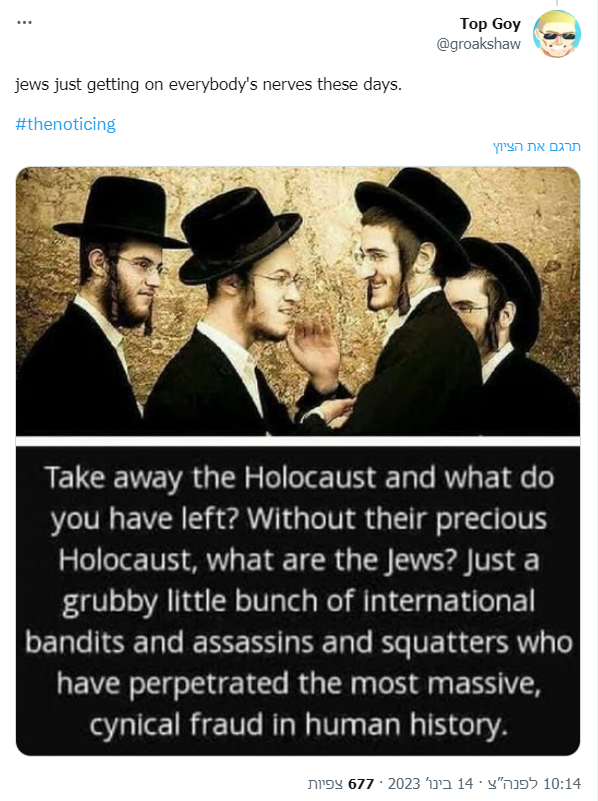 Top Goy
@groakshaw
jews just getting on everybody's nerves these days.
#thenoticing
תרגם את הציוץ
Take away the Holocaust and what do
you have left? Without their precious
Holocaust, what are the Jews? Just a
grubby little bunch of international
bandits and assassins and squatters who
have perpetrated the most massive,
cynical fraud in human history.
10:14 לפנה"צ · 14 בינו׳ 2023 · 677 צפיות